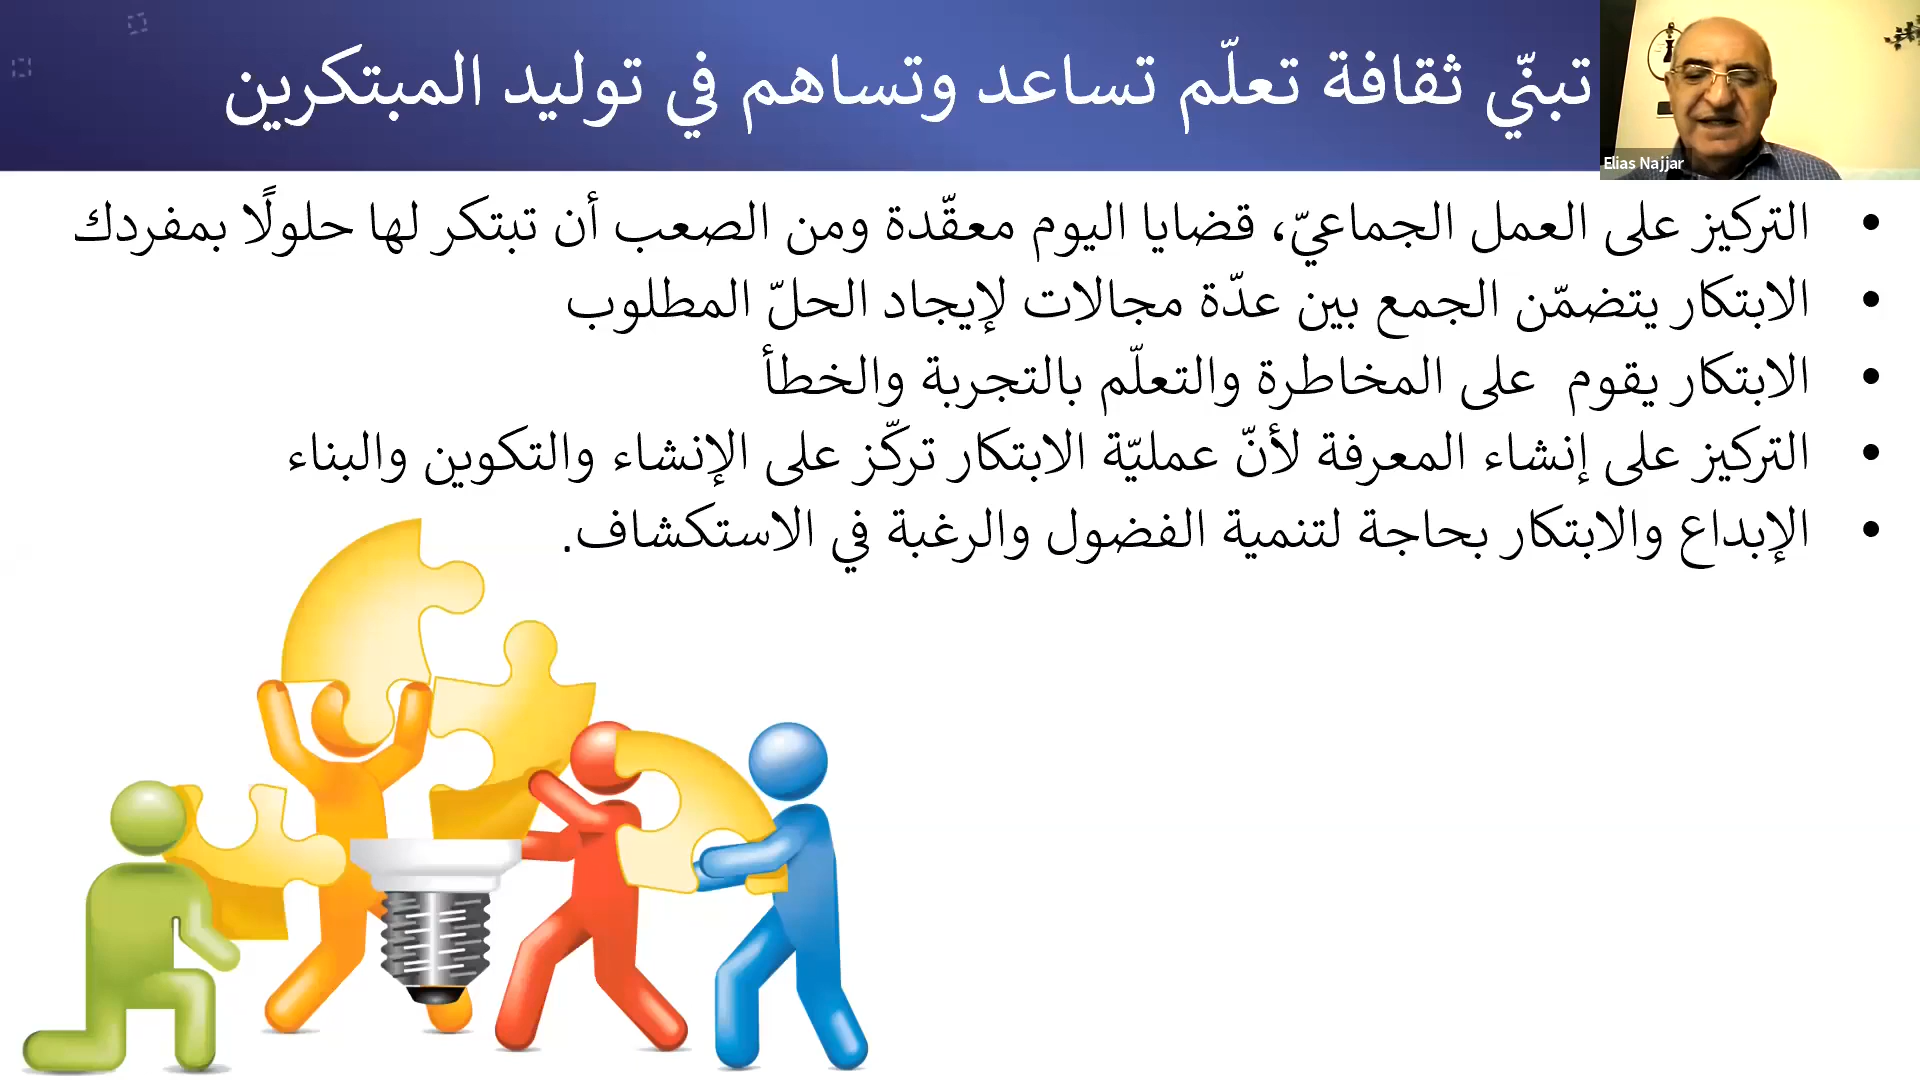 تبنّي ثقافة تعلّم تساعد وتساهم في توليد المبتكرين
Elias Najjar
• التركيز على العمل الجماعيّ، قضايا اليوم معقّدة ومن الصعب أن تبتكر لها حلولًا بمفردك
• الابتكار يتضمّن الجمع بين عدّة مجالات لإيجاد الحلّ المطلوب
• الابتكار يقوم على المخاطرة والتعلّم بالتجربة والخطأ
• التركيز على إنشاء المعرفة لأنّ عمليّة الابتكار تركّز على الإنشاء والتكوين والبناء
• الإبداع والابتكار بحاجة لتنمية الفضول والرغبة في الاستكشاف.